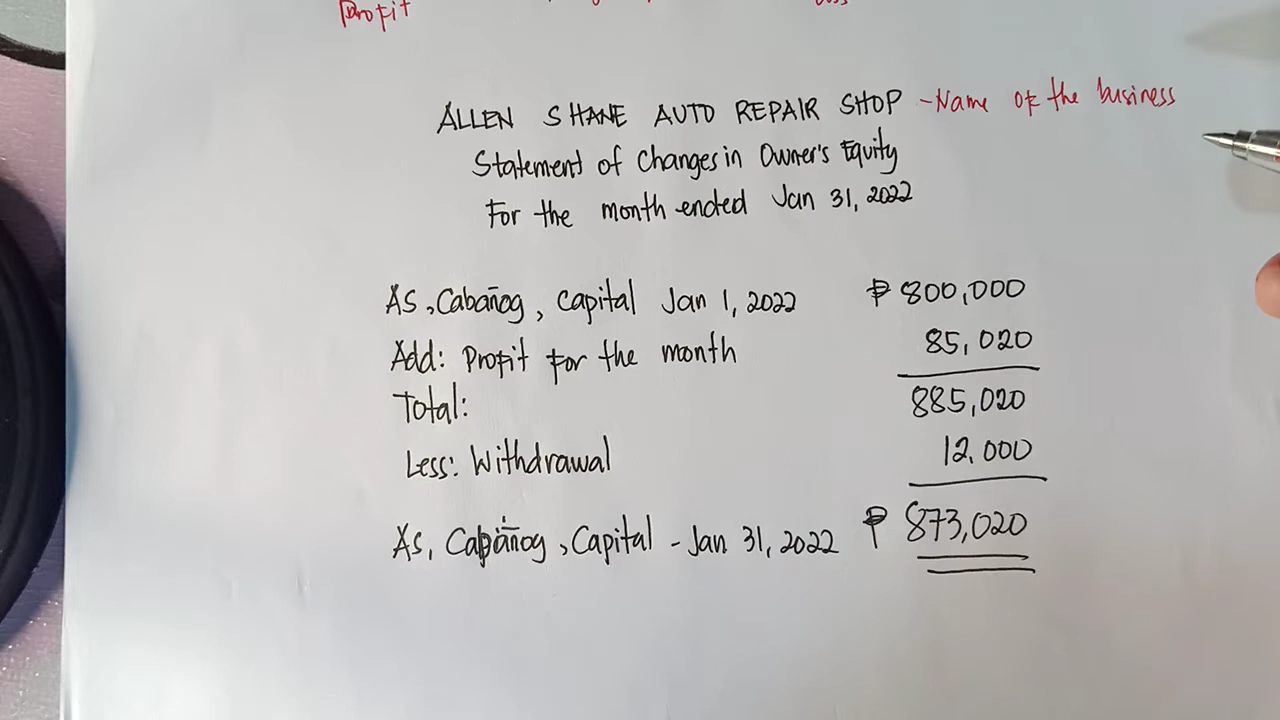 Profit
ALLEN SHANE AUTO REPAIR SHOP - Name of the business
Statement of Changes in Owner's Equity
For the month ended Jan 31, 2022
AS, Cabañog, Capital Jan 1, 2022 ₱ 800,000
Add: Profit for the month 85,020
Total: 885,020
Less: Withdrawal 12,000
AS, Cabañog, Capital - Jan 31, 2022 ₱ 873,020